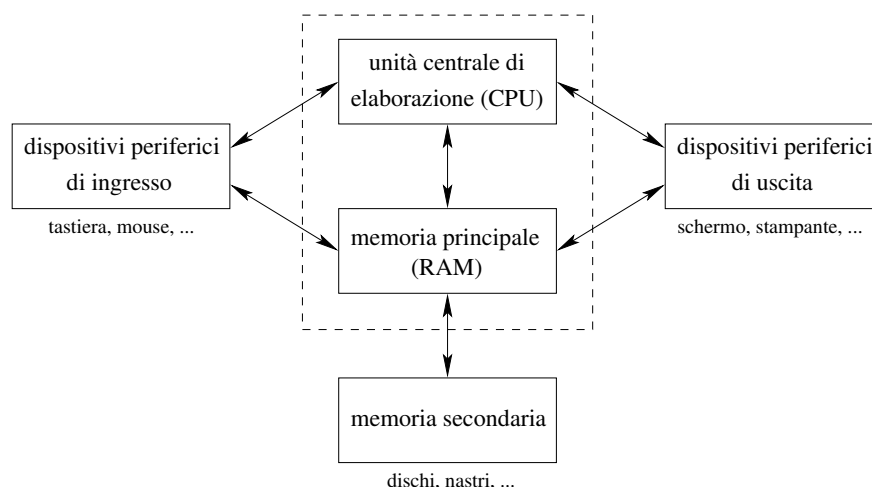 unità centrale di
elaborazione (CPU)
dispositivi periferici
di ingresso
tastiera, mouse, ...
dispositivi periferici
di uscita
schermo, stampante, ...
memoria principale
(RAM)
memoria secondaria
dischi, nastri, ...